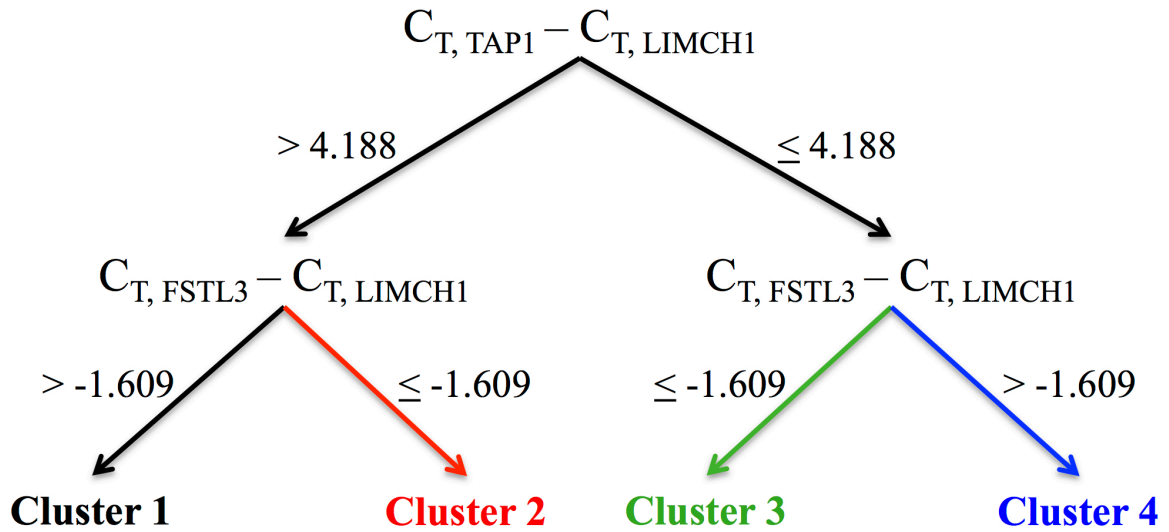 C_T, TAP1 – C_T, LIMCH1
> 4.188 ≤ 4.188
C_T, FSTL3 – C_T, LIMCH1 C_T, FSTL3 – C_T, LIMCH1
> -1.609 ≤ -1.609 ≤ -1.609 > -1.609
Cluster 1 Cluster 2 Cluster 3 Cluster 4